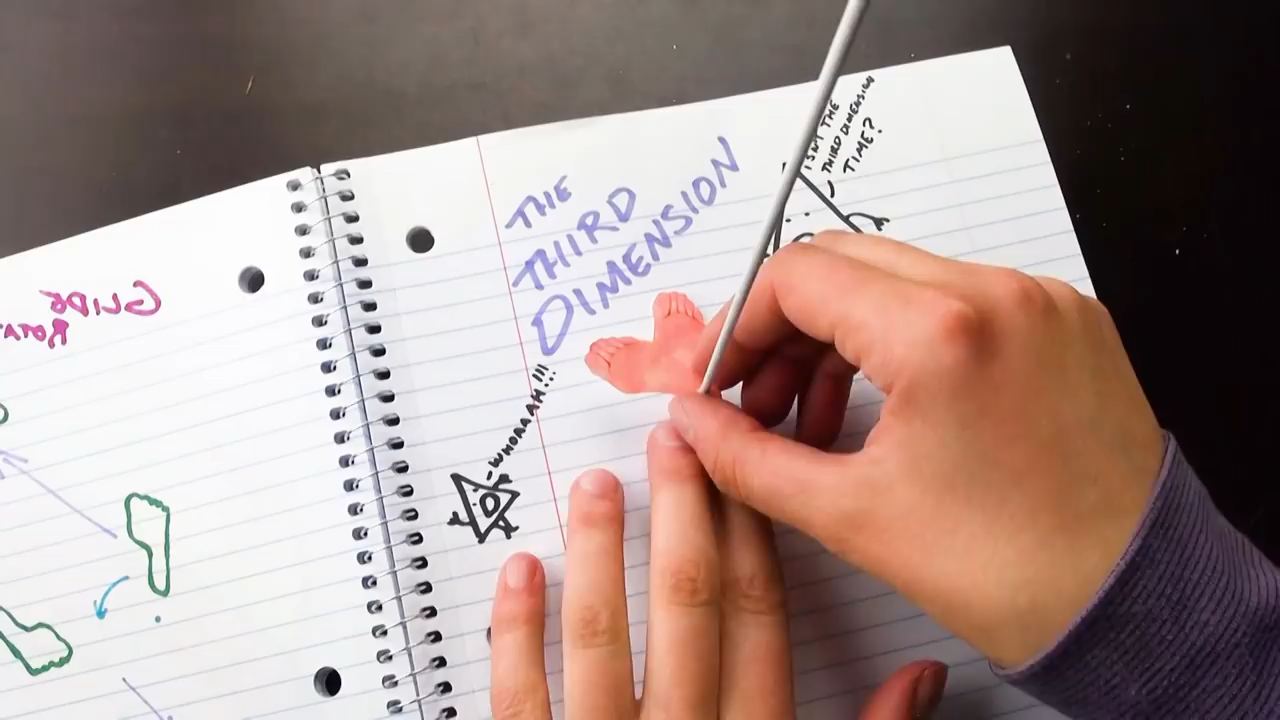 THE
THIRD
DIMENSION
ISN'T THE
THIRD DIMENSION
TIME?
WHOAAAH!!!
GLIDE